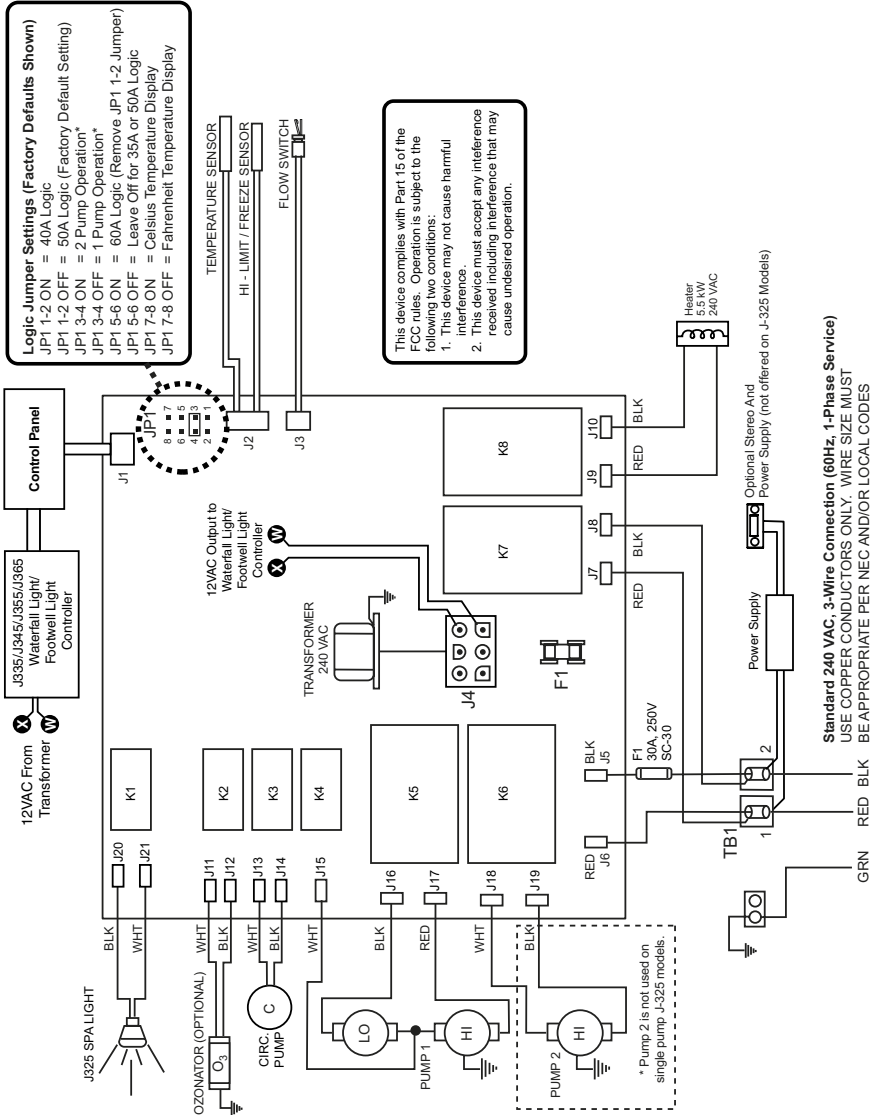 Logic Jumper Settings (Factory Defaults Shown)
JP1 1-2 ON = 40A Logic
JP1 1-2 OFF = 50A Logic (Factory Default Setting)
JP1 3-4 ON = 2 Pump Operation*
JP1 3-4 OFF = 1 Pump Operation*
JP1 5-6 ON = 60A Logic (Remove JP1 1-2 Jumper)
JP1 5-6 OFF = Leave Off for 35A or 50A Logic
JP1 7-8 ON = Celsius Temperature Display
JP1 7-8 OFF = Fahrenheit Temperature Display
TEMPERATURE SENSOR
HI - LIMIT / FREEZE SENSOR
FLOW SWITCH
This device complies with Part 15 of the
FCC rules. Operation is subject to the
following two conditions:
1. This device may not cause harmful
interference.
2. This device must accept any interference
received including interference that may
cause undesired operation.
Heater
5.5 kW
240 VAC
Control Panel
J335/J345/J355/J365
Waterfall Light/
Footwell Light
Controller
12VAC From
Transformer
X
W
J1
JP1
8 7
6 5
4 3
2 1
J2
J3
12VAC Output to
Waterfall Light/
Footwell Light
Controller
X
W
TRANSFORMER
240 VAC
J4
F1
K1
K2
K3
K4
K5
K6
K7
K8
J20
J21
J11
J12
J13
J14
J15
J16
J17
J18
J19
J6
J5
J7
J8
J9
J10
BLK
WHT
WHT
BLK
WHT
BLK
WHT
BLK
RED
WHT
BLK
RED
BLK
RED
BLK
RED
BLK
J325 SPA LIGHT
OZONATOR (OPTIONAL)
O3
CIRC.
PUMP
C
LO
HI
PUMP 1
HI
PUMP 2
* Pump 2 is not used on
single pump J-325 models.
F1
30A, 250V
SC-30
TB1
1
2
Power Supply
Optional Stereo And
Power Supply (not offered on J-325 Models)
GRN
RED
BLK
Standard 240 VAC, 3-Wire Connection (60Hz, 1-Phase Service)
USE COPPER CONDUCTORS ONLY. WIRE SIZE MUST
BE APPROPRIATE PER NEC AND/OR LOCAL CODES